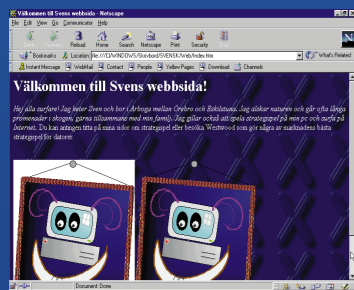 Välkommen till Svens webbsida - Netscape
File Edit View Go Communicator Help
Reload Home Search Netscape Print Security
Bookmarks Location: file:///C|/WINDOWS/Skrivbord/SVENSK/Web/Index.htm What's Related
Instant Message WebMail Contact People Yellow Pages Download Channels
Välkommen till Svens webbsida!
Hej alla surfare! Jag heter Sven och bor i Arboga mellan Örebro och Eskilstuna. Jag älskar naturen och går ofta långa
promenader i skogen, gärna tillsammans med min familj. Jag gillar också att spela strategispel på min pc och surfa på
Internet. Du kan antingen titta på mina sidor om strategispel eller besöka Westwood som gör några av marknadens bästa
strategispel för datorer.
Document: Done